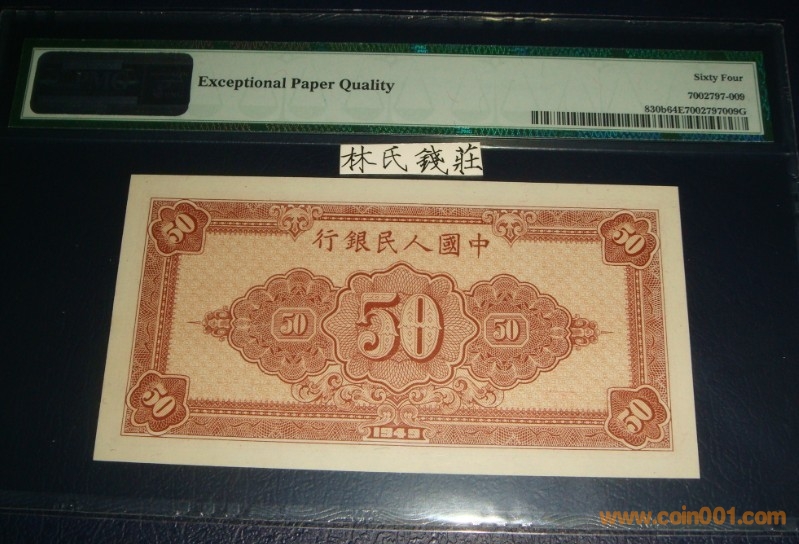 Exceptional Paper Quality
Sixty Four
7002797-009
830b64E7002797009G
林氏錢莊
50
50
行銀民人國中
50
50
50
50
50
1949
www.coin001.com